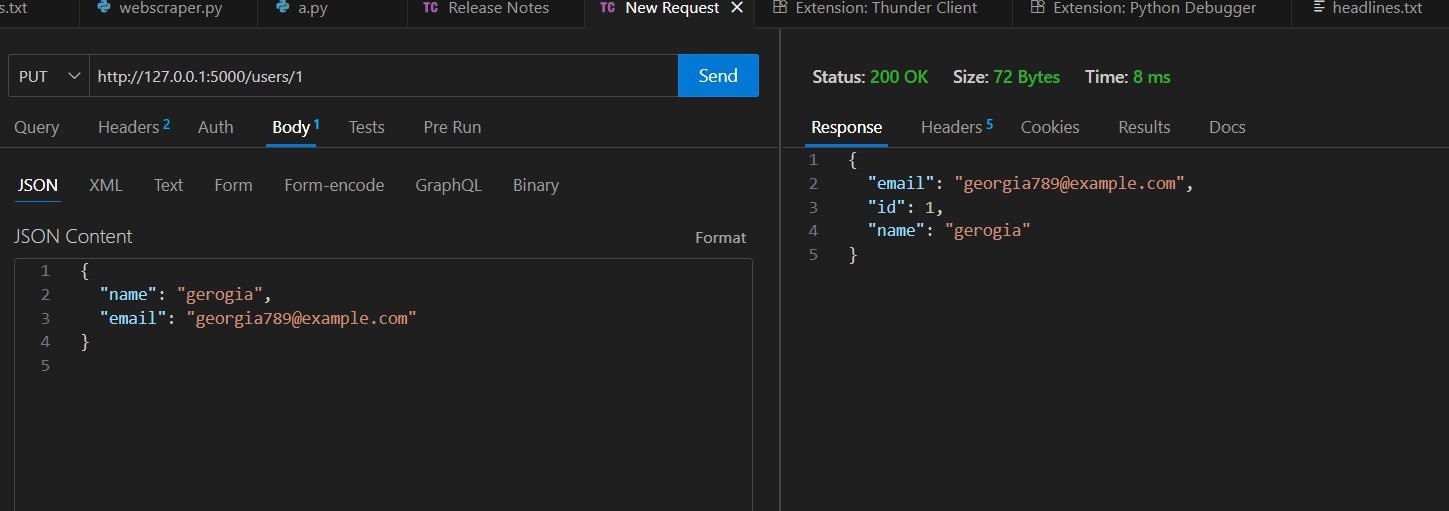 s.txt webscraper.py a.py TC Release Notes TC New Request Extension: Thunder Client Extension: Python Debugger headlines.txt
PUT http://127.0.0.1:5000/users/1 Send
Query Headers 2 Auth Body 1 Tests Pre Run
JSON XML Text Form Form-encode GraphQL Binary
JSON Content Format
1 {
2 "name": "gerogia",
3 "email": "georgia789@example.com"
4 }
5
Status: 200 OK Size: 72 Bytes Time: 8 ms
Response Headers 5 Cookies Results Docs
1 {
2 "email": "georgia789@example.com",
3 "id": 1,
4 "name": "gerogia"
5 }